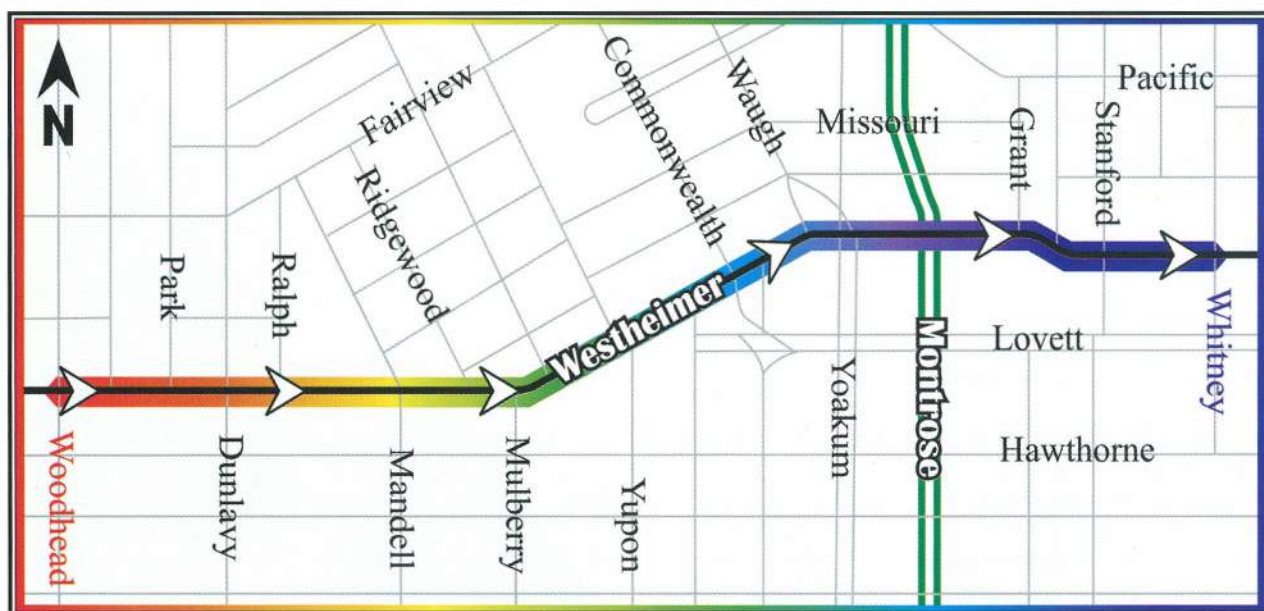 N
Fairview
Commonwealth
Waugh
Missouri
Grant
Stanford
Pacific
Park
Ralph
Ridgewood
Westheimer
Lovett
Whitney
Woodhead
Dunlavy
Mandell
Mulberry
Yupon
Yoakum
Montrose
Hawthorne